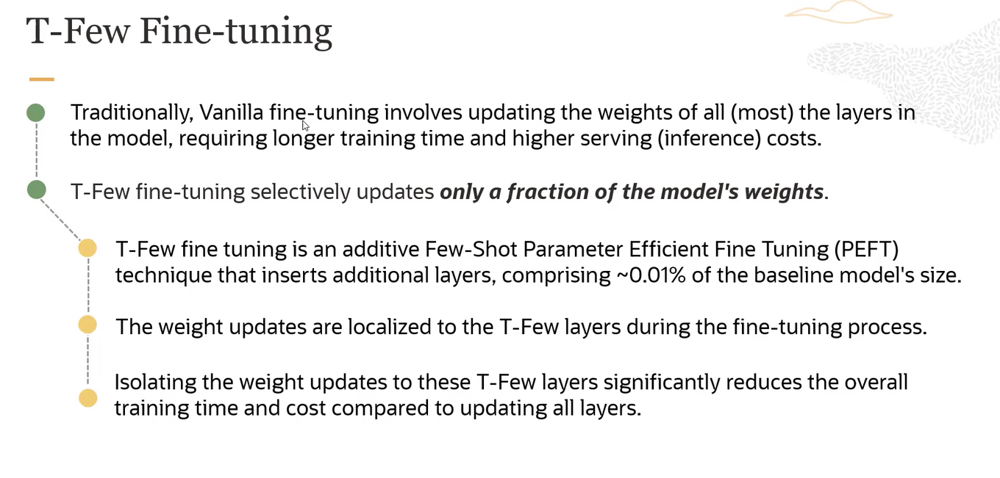 T-Few Fine-tuning
Traditionally, Vanilla fine-tuning involves updating the weights of all (most) the layers in
the model, requiring longer training time and higher serving (inference) costs.
T-Few fine-tuning selectively updates only a fraction of the model's weights.
T-Few fine tuning is an additive Few-Shot Parameter Efficient Fine Tuning (PEFT)
technique that inserts additional layers, comprising ~0.01% of the baseline model's size.
The weight updates are localized to the T-Few layers during the fine-tuning process.
Isolating the weight updates to these T-Few layers significantly reduces the overall
training time and cost compared to updating all layers.